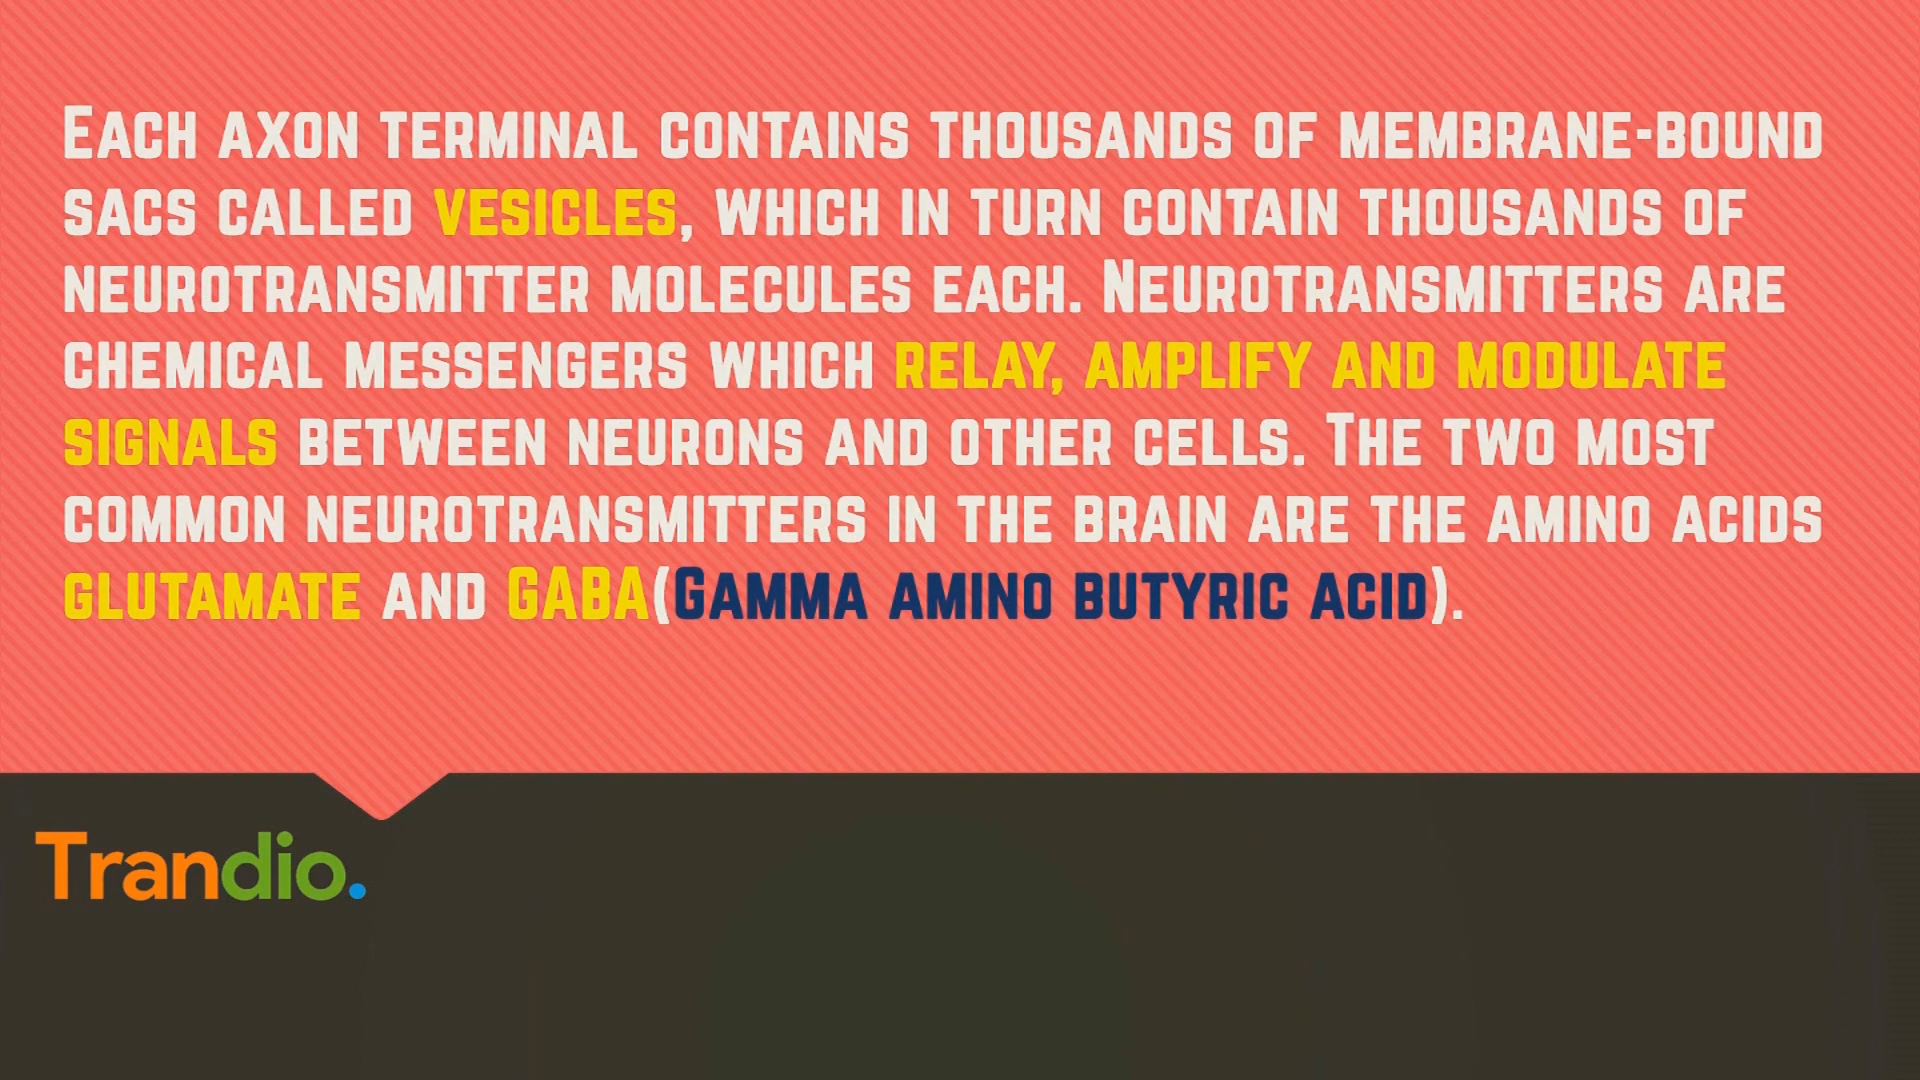 Each axon terminal contains thousands of membrane-bound
sacs called vesicles, which in turn contain thousands of
neurotransmitter molecules each. Neurotransmitters are
chemical messengers which relay, amplify and modulate
signals between neurons and other cells. The two most
common neurotransmitters in the brain are the amino acids
glutamate and GABA(Gamma amino butyric acid).
Trandio.